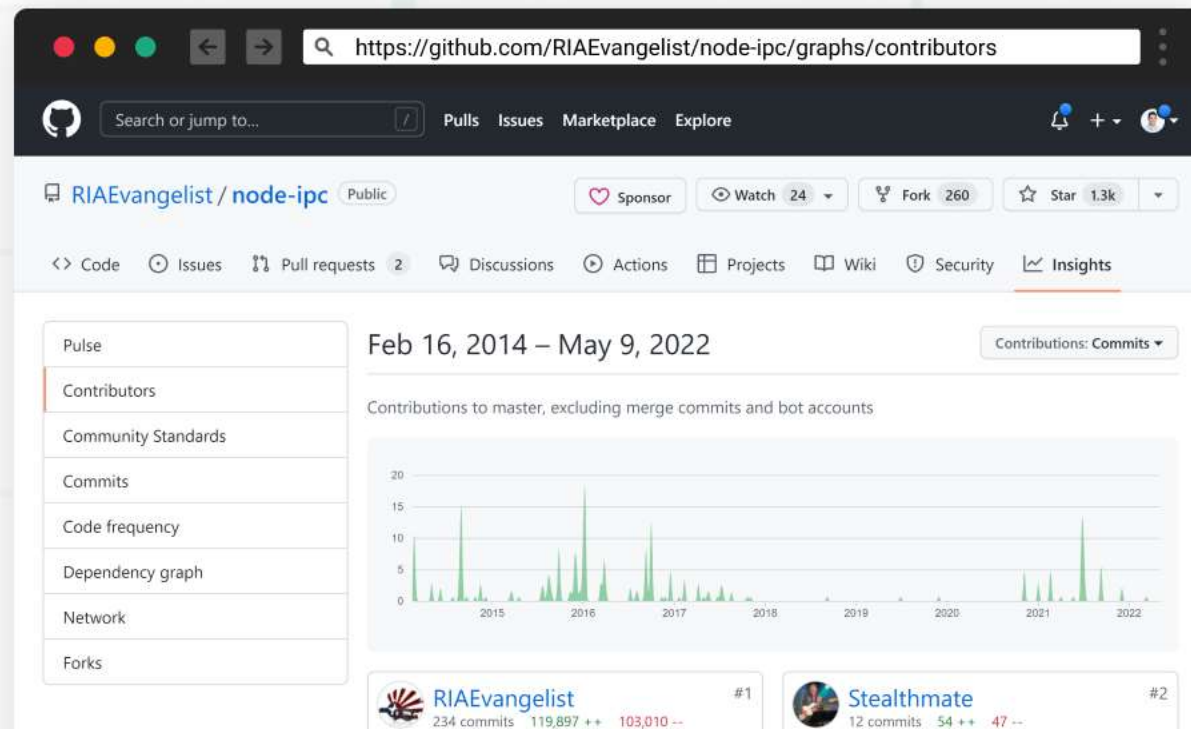 https://github.com/RIAEvangelist/node-ipc/graphs/contributors
Search or jump to... / Pulls Issues Marketplace Explore
RIAEvangelist / node-ipc Public Sponsor Watch 24 Fork 260 Star 1.3k
Code Issues Pull requests 2 Discussions Actions Projects Wiki Security Insights
Pulse
Contributors
Community Standards
Commits
Code frequency
Dependency graph
Network
Forks
Feb 16, 2014 – May 9, 2022 Contributions: Commits
Contributions to master, excluding merge commits and bot accounts
20
15
10
5
0
2015 2016 2017 2018 2019 2020 2021 2022
RIAEvangelist #1
234 commits 119,897 ++ 103,010 --
Stealthmate #2
12 commits 54 ++ 47 --